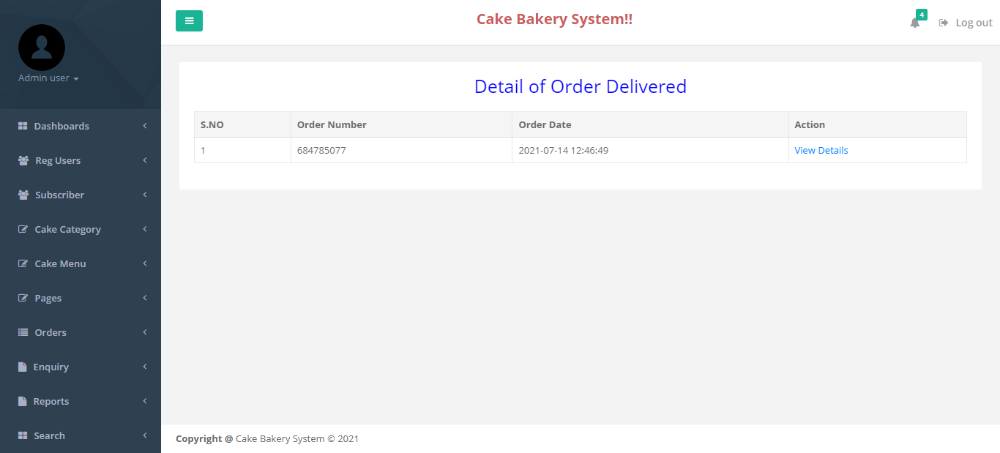 Cake Bakery System!!
4
Log out
Admin user
Dashboards
Reg Users
Subscriber
Cake Category
Cake Menu
Pages
Orders
Enquiry
Reports
Search
Detail of Order Delivered
S.NO Order Number Order Date Action
1 684785077 2021-07-14 12:46:49 View Details
Copyright @ Cake Bakery System © 2021